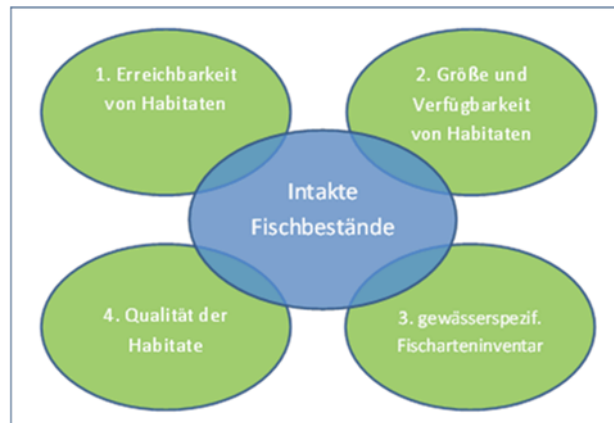 1. Erreichbarkeit
von Habitaten
2. Größe und
Verfügbarkeit
von Habitaten
Intakte
Fischbestände
4. Qualität der
Habitate
3. gewässerspezif.
Fischarteninventar